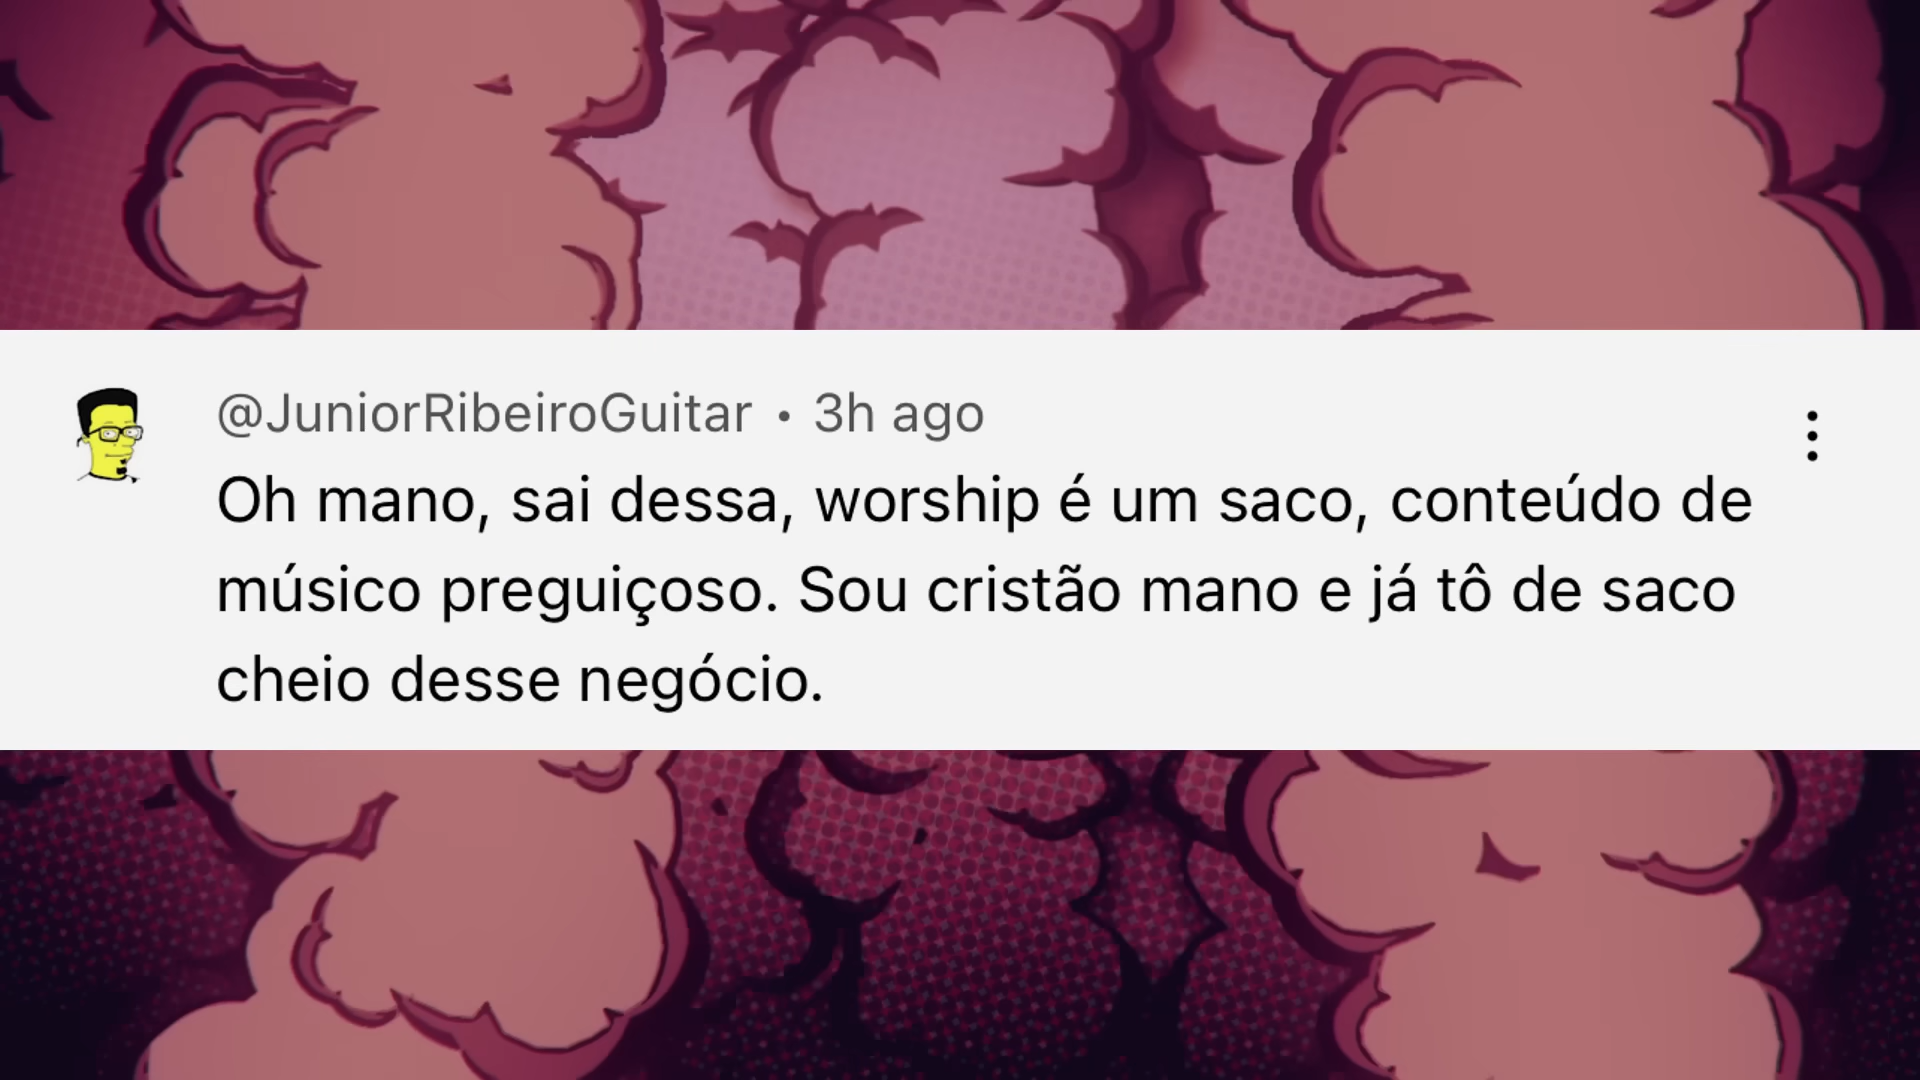 @JuniorRibeiroGuitar • 3h ago
Oh mano, sai dessa, worship é um saco, conteúdo de
músico preguiçoso. Sou cristão mano e já tô de saco
cheio desse negócio.